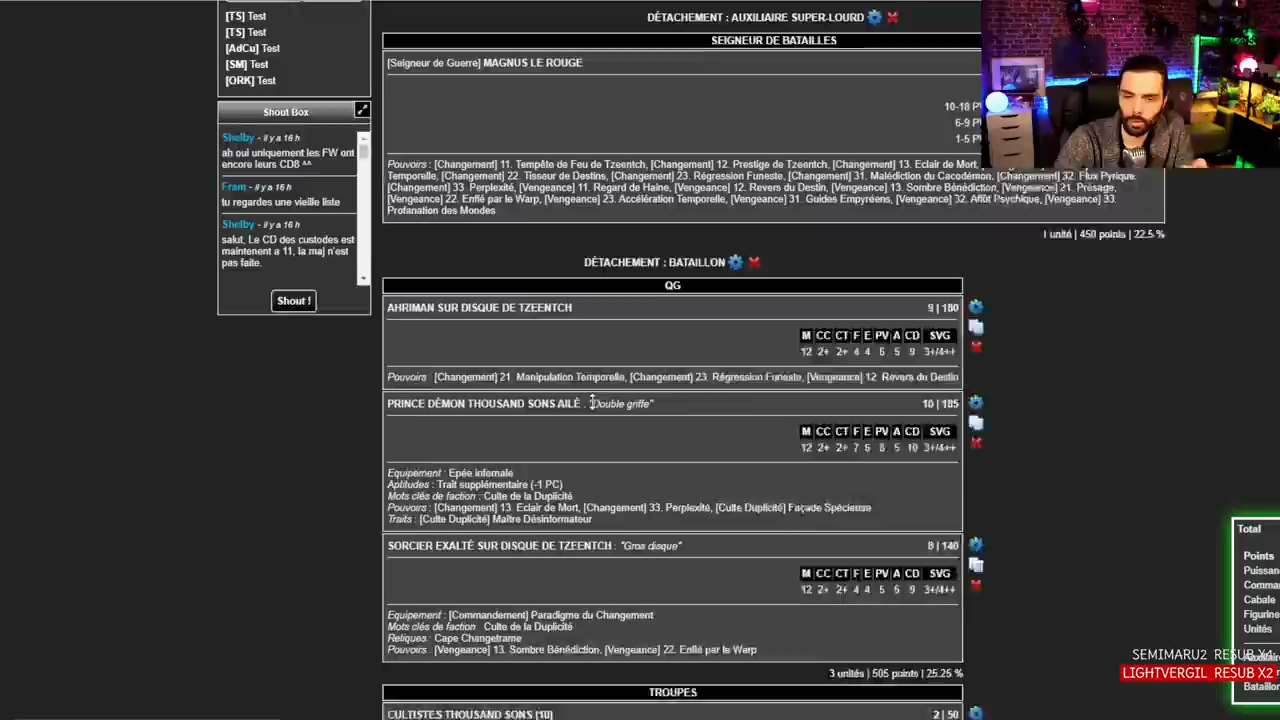 [TS] Test
[TS] Test
[AdCu] Test
[SM] Test
[ORK] Test
Shout Box
Shelby - il y a 16 h
ah oui uniquement les FW ont
encore leurs CD8 ^^
Fram - il y a 16 h
tu regardes une vieille liste
Shelby - il y a 16 h
salut, Le CD des custodes est
maintenent a 11, la maj n'est
pas faite.
Shout !
DÉTACHEMENT : AUXILIAIRE SUPER-LOURD
SEIGNEUR DE BATAILLES
[Seigneur de Guerre] MAGNUS LE ROUGE
10-18 P
6-9 P
1-5 P
Pouvoirs : [Changement] 11. Tempête de Feu de Tzeentch, [Changement] 12. Prestige de Tzeentch, [Changement] 13. Eclair de Mort,
Temporelle, [Changement] 22. Tisseur de Destins, [Changement] 23. Régression Funeste, [Changement] 31. Malédiction du Cacodémon, [Changement] 32. Flux Pyrique,
[Changement] 33. Perplexité, [Vengeance] 11. Regard de Haine, [Vengeance] 12. Revers du Destin, [Vengeance] 13. Sombre Bénédiction, [Vengeance] 21. Présage,
[Vengeance] 22. Enflé par le Warp, [Vengeance] 23. Accélération Temporelle, [Vengeance] 31. Guides Empyréens, [Vengeance] 32. Afflût Psychique, [Vengeance] 33.
Profanation des Mondes
1 unité | 450 points | 22.5 %
DÉTACHEMENT : BATAILLON
QG
AHRIMAN SUR DISQUE DE TZEENTCH 9 | 180
M CC CT F E PV A CD SVG
12 2+ 2+ 4 4 6 5 9 3+/4++
Pouvoirs : [Changement] 21. Manipulation Temporelle, [Changement] 23. Régression Funeste, [Vengeance] 12. Revers du Destin
PRINCE DÉMON THOUSAND SONS AILÉ : "Double griffe" 10 | 185
M CC CT F E PV A CD SVG
12 2+ 2+ 7 6 8 5 10 3+/4++
Equipement : Epée infernale
Aptitudes : Trait supplémentaire (-1 PC)
Mots clés de faction : Culte de la Duplicité
Pouvoirs : [Changement] 13. Eclair de Mort, [Changement] 33. Perplexité, [Culte Duplicité] Façade Spécieuse
Traits : [Culte Duplicité] Maître Désinformateur
SORCIER EXALTÉ SUR DISQUE DE TZEENTCH : "Gros disque" 8 | 140
M CC CT F E PV A CD SVG
12 2+ 2+ 4 4 5 6 9 3+/4++
Equipement : [Commandement] Paradigme du Changement
Mots clés de faction : Culte de la Duplicité
Reliques : Cape Changetrame
Pouvoirs : [Vengeance] 13. Sombre Bénédiction, [Vengeance] 22. Enflé par le Warp
3 unités | 505 points | 25.25 %
TROUPES
CULTISTES THOUSAND SONS [10] 2 | 50
Total
Points
Puissan
Comma
Cabale
Figurine
Unités
Auxiliair
Bataillo
SEMIMARU2 RESUB X4
LIGHTVERGIL RESUB X2